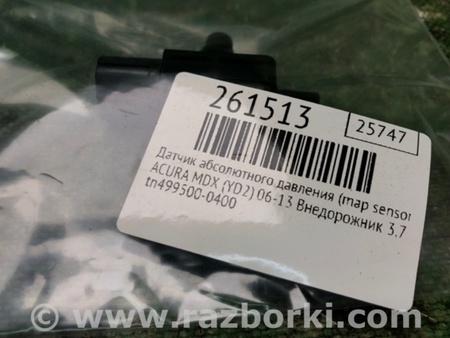 261513
25747
Датчик абсолютного давления (map sensor
ACURA MDX (YD2) 06-13 Внедорожник 3,7
tn499500-0400
© www.razborki.com